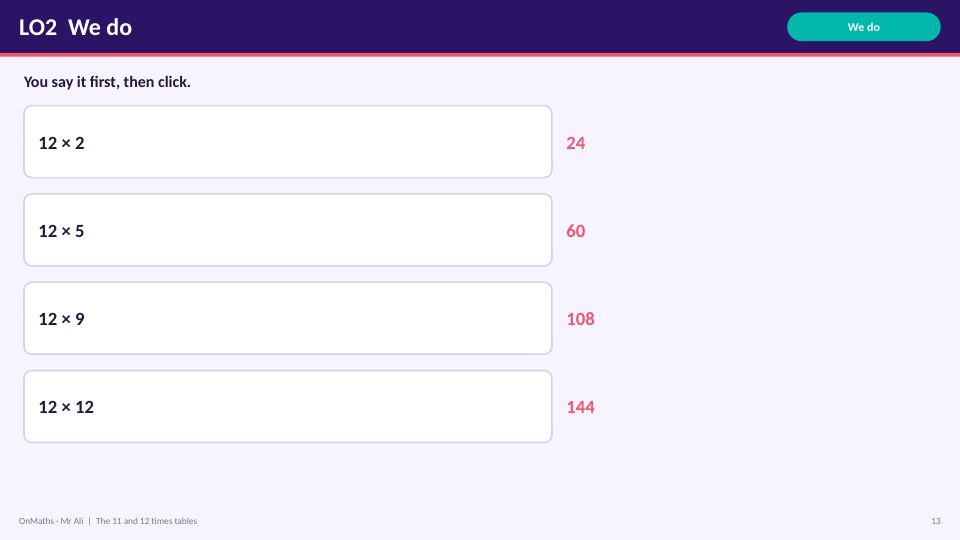 LO2 We do
We do
You say it first, then click.
12 × 2
24
12 × 5
60
12 × 9
108
12 × 12
144
OnMaths - Mr Ali | The 11 and 12 times tables
13